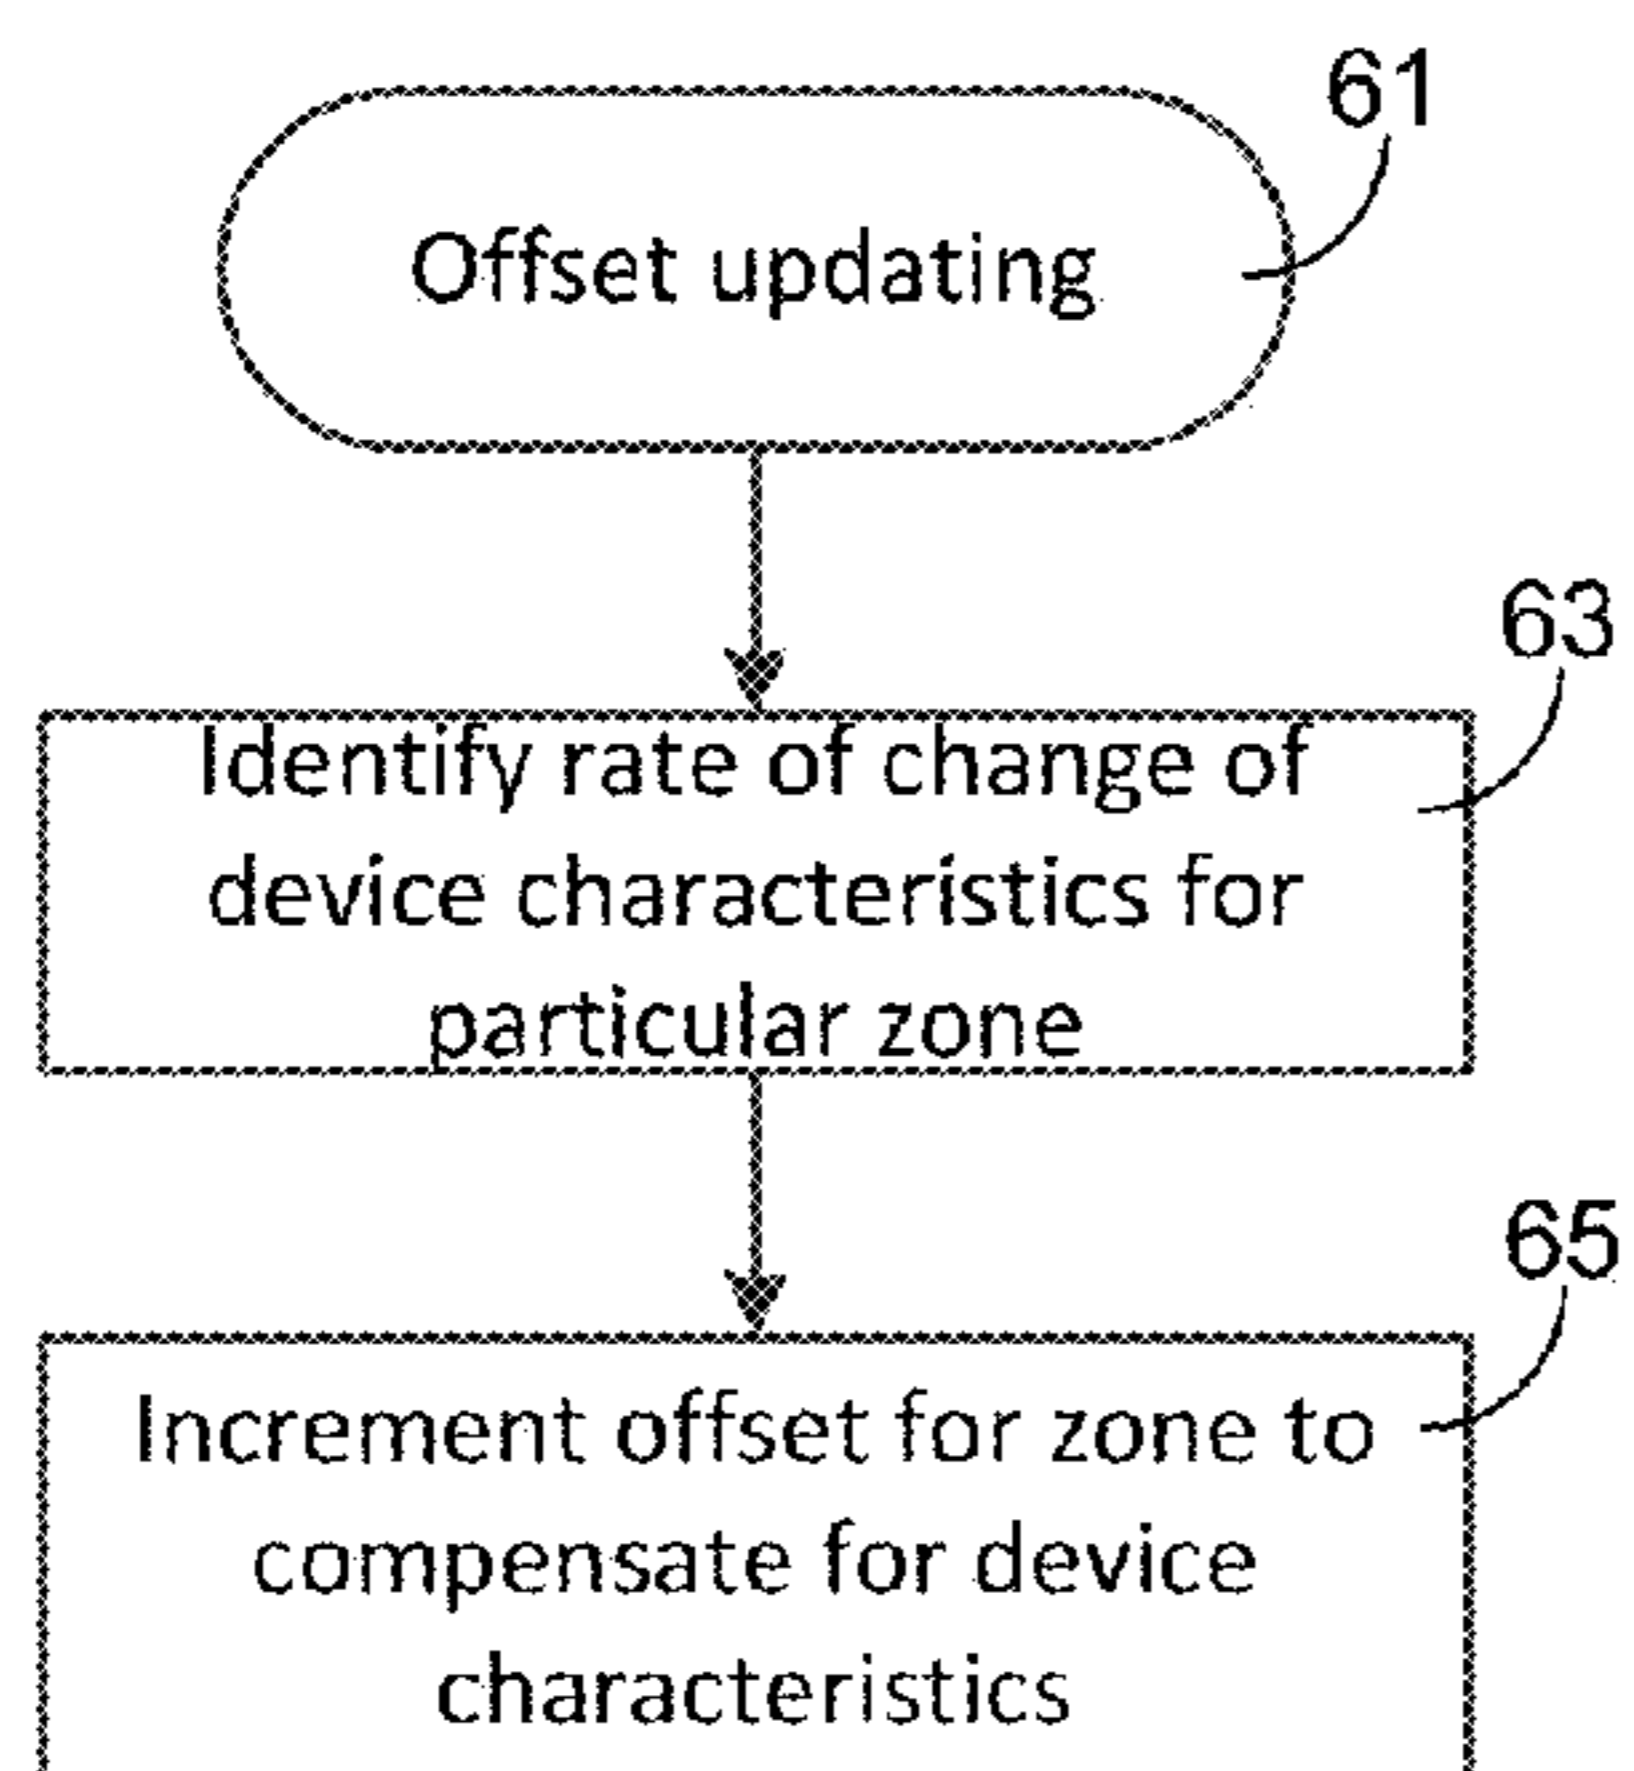 61
Offset updating
63
Identify rate of change of
device characteristics for
particular zone
65
Increment offset for zone to
compensate for device
characteristics